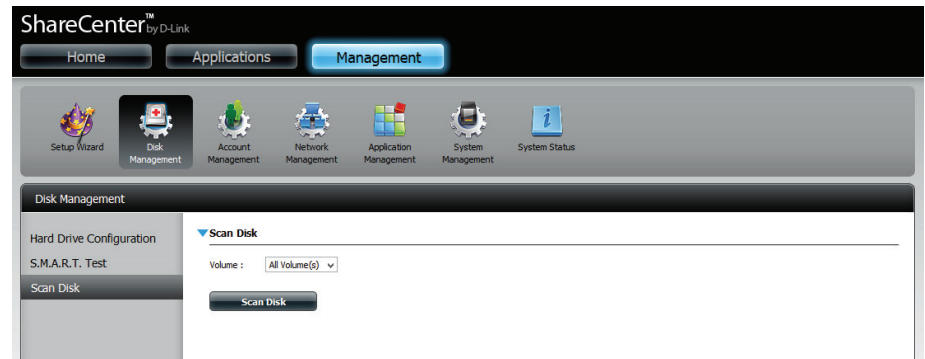 ShareCenter™ by D-Link
Home Applications Management
Setup Wizard Disk Management Account Management Network Management Application Management System Management System Status
Disk Management
Hard Drive Configuration
S.M.A.R.T. Test
Scan Disk
Scan Disk
Volume : All Volume(s)
Scan Disk